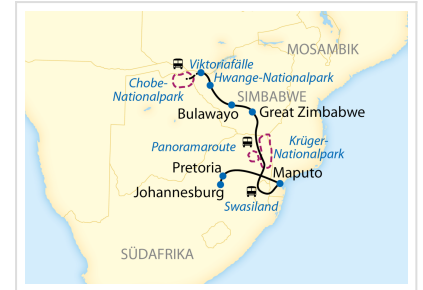 MOSAMBIK
Viktoriafälle
Chobe-
Nationalpark
Hwange-Nationalpark
SIMBABWE
Bulawayo
Great Zimbabwe
Panoramaroute
Krüger-
Nationalpark
Pretoria
Maputo
Johannesburg
Swasiland
SÜDAFRIKA